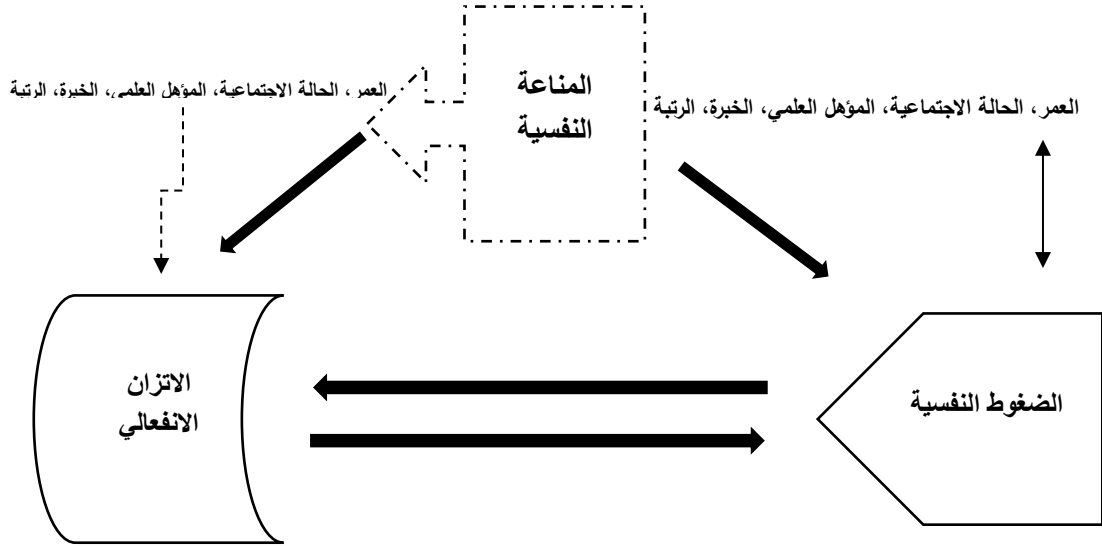 المناعة
النفسية
العمر، الحالة الاجتماعية، المؤهل العلمي، الخبرة، الرتبة
العمر، الحالة الاجتماعية، المؤهل العلمي، الخبرة، الرتبة
الضغوط النفسية
الاتزان
الانفعالي